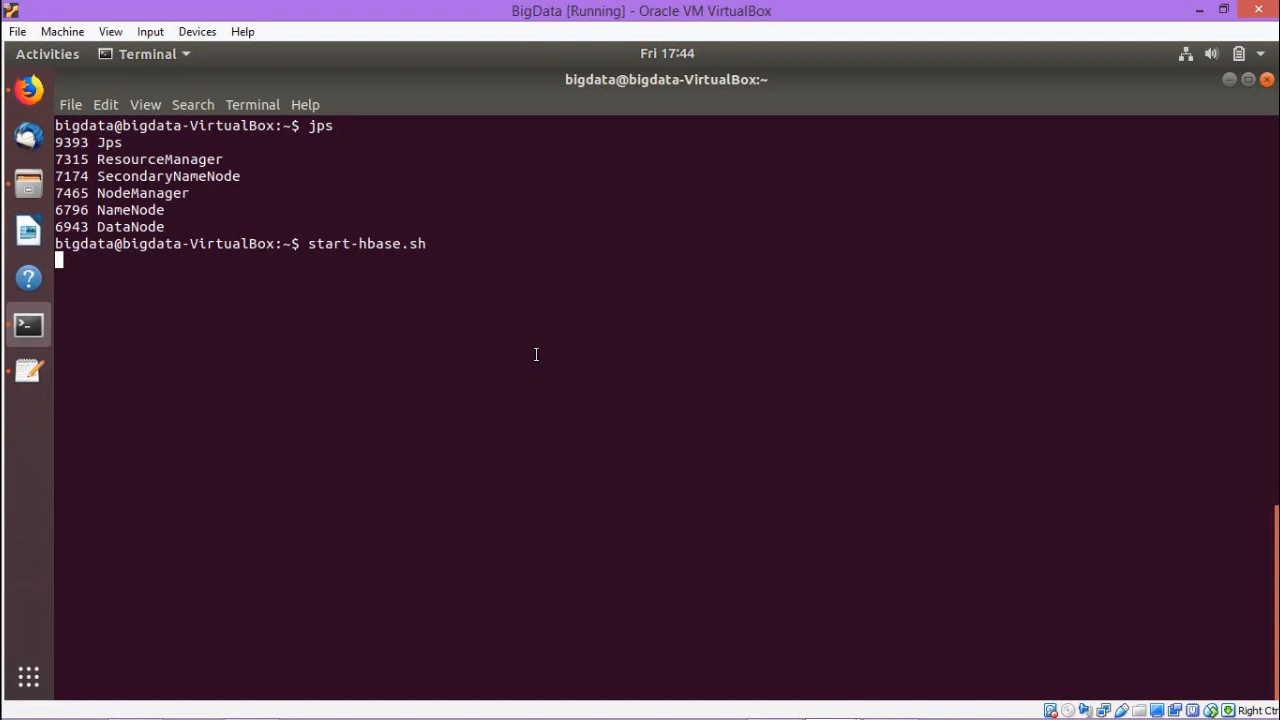 BigData [Running] - Oracle VM VirtualBox
File Machine View Input Devices Help
Activities Terminal Fri 17:44
bigdata@bigdata-VirtualBox:~
File Edit View Search Terminal Help
bigdata@bigdata-VirtualBox:~$ jps
9393 Jps
7315 ResourceManager
7174 SecondaryNameNode
7465 NodeManager
6796 NameNode
6943 DataNode
bigdata@bigdata-VirtualBox:~$ start-hbase.sh
Right Ctr